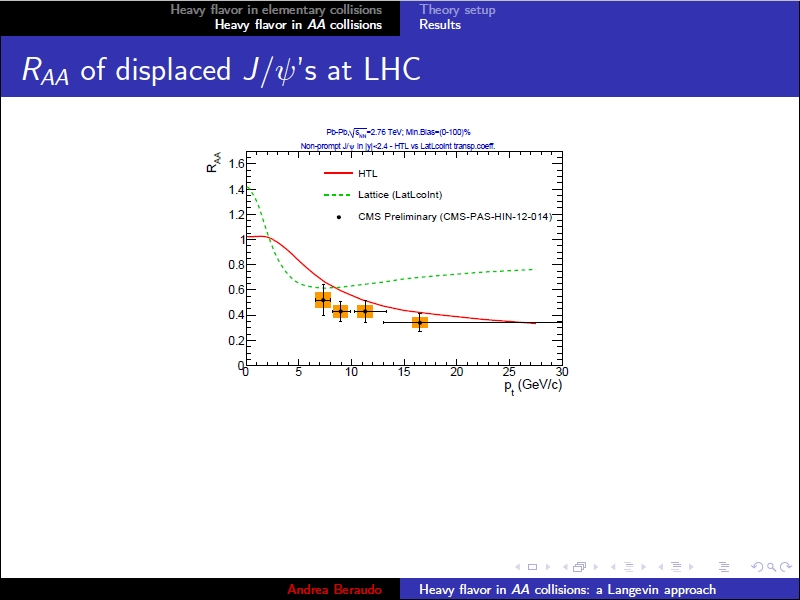 Heavy flavor in elementary collisions
Heavy flavor in AA collisions
Theory setup
Results
R_AA of displaced J/ψ's at LHC
Pb-Pb,√s_NN=2.76 TeV; Min.Bias=(0-100)%
Non-prompt J/ψ in |y|<2.4 - HTL vs LatLcoInt transp.coeff.
R_AA
1.6
1.4
1.2
1
0.8
0.6
0.4
0.2
0
HTL
Lattice (LatLcoInt)
CMS Preliminary (CMS-PAS-HIN-12-014)
0 5 10 15 20 25 30
p_t (GeV/c)
Andrea Beraudo
Heavy flavor in AA collisions: a Langevin approach